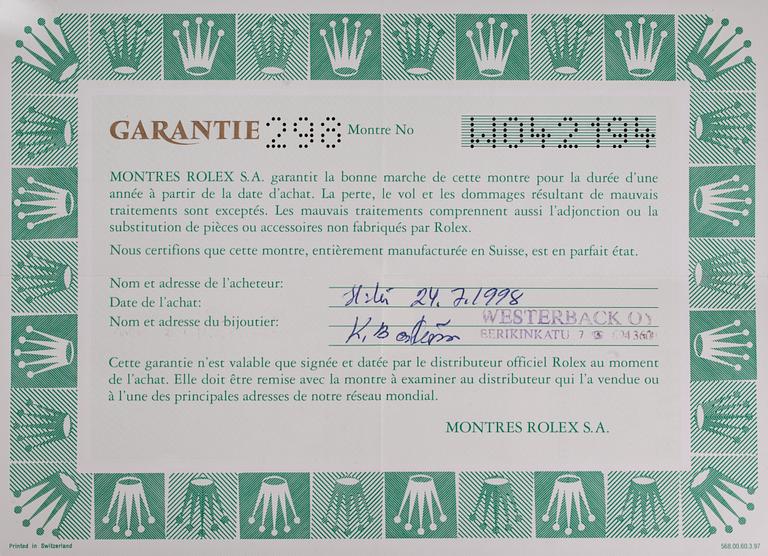 GARANTIE 298 Montre No W042194
MONTRES ROLEX S.A. garantit la bonne marche de cette montre pour la durée d'une
année à partir de la date d'achat. La perte, le vol et les dommages résultant de mauvais
traitements sont exceptés. Les mauvais traitements comprennent aussi l'adjonction ou la
substitution de pièces ou accessoires non fabriqués par Rolex.
Nous certifions que cette montre, entièrement manufacturée en Suisse, est en parfait état.
Nom et adresse de l'acheteur:
Date de l'achat: 24.7.1998
Nom et adresse du bijoutier: K.B WESTERBACK OY
ERIKINKATU 7
Cette garantie n'est valable que signée et datée par le distributeur officiel Rolex au moment
de l'achat. Elle doit être remise avec la montre à examiner au distributeur qui l'a vendue ou
à l'une des principales adresses de notre réseau mondial.
MONTRES ROLEX S.A.
Printed in Switzerland 568.00.60.3.97